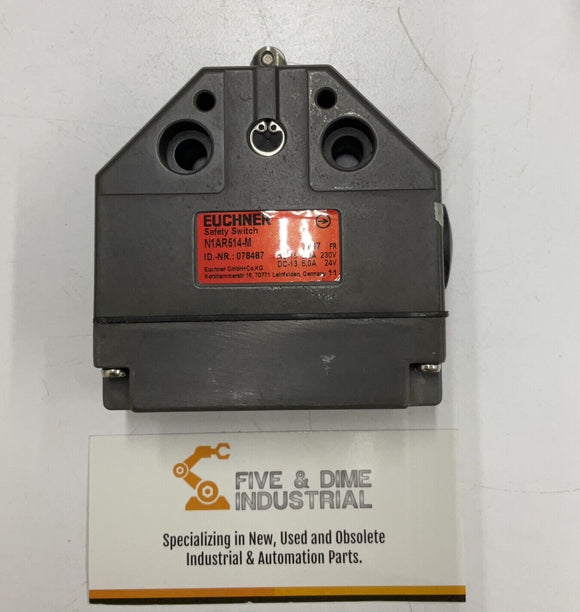 EUCHNER
Safety Switch
N1AR514-M
ID.-NR.: 078487
FR
230V
DC-13 6,0A 24V
Euchner GmbH+Co.KG
Kohlhammerstr 16, 70771 Leinfelden, Germany 11
FIVE & DIME
INDUSTRIAL
Specializing in New, Used and Obsolete
Industrial & Automation Parts.